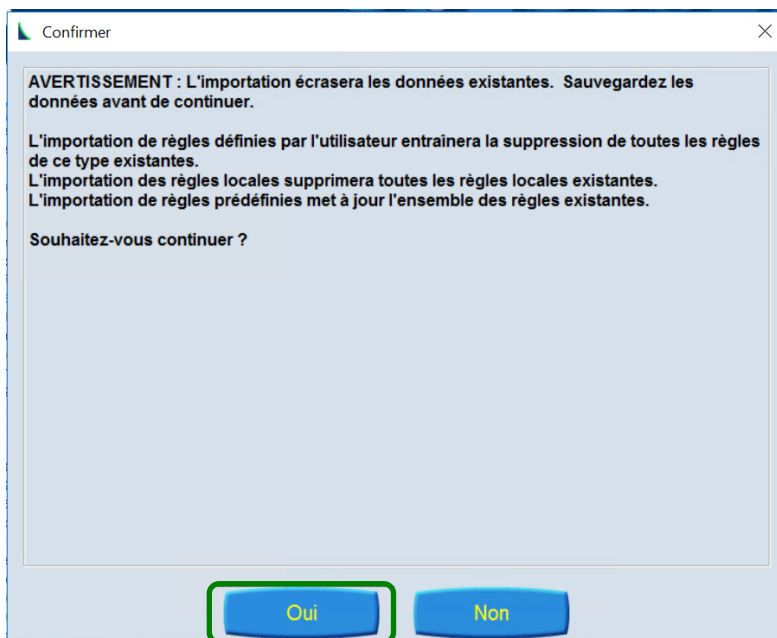 Confirmer
AVERTISSEMENT : L'importation écrasera les données existantes.  Sauvegardez les
données avant de continuer.
L'importation de règles définies par l'utilisateur entraînera la suppression de toutes les règles
de ce type existantes.
L'importation des règles locales supprimera toutes les règles locales existantes.
L'importation de règles prédéfinies met à jour l'ensemble des règles existantes.
Souhaitez-vous continuer ?
Oui
Non